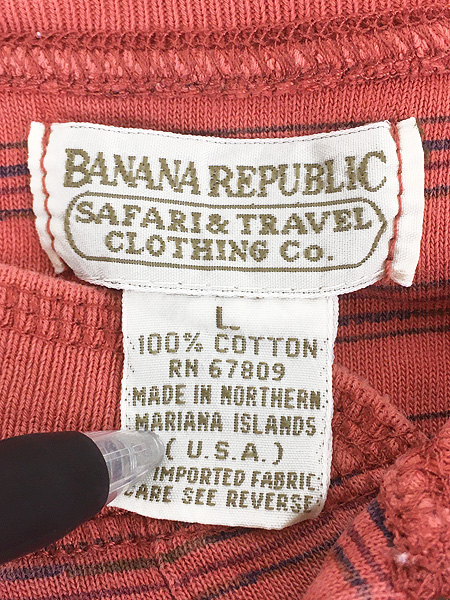 BANANA REPUBLIC
SAFARI & TRAVEL
CLOTHING CO.
L
100% COTTON
RN 67809
MADE IN NORTHERN
MARIANA ISLANDS
(U.S.A.)
IMPORTED FABRIC
CARE SEE REVERSE